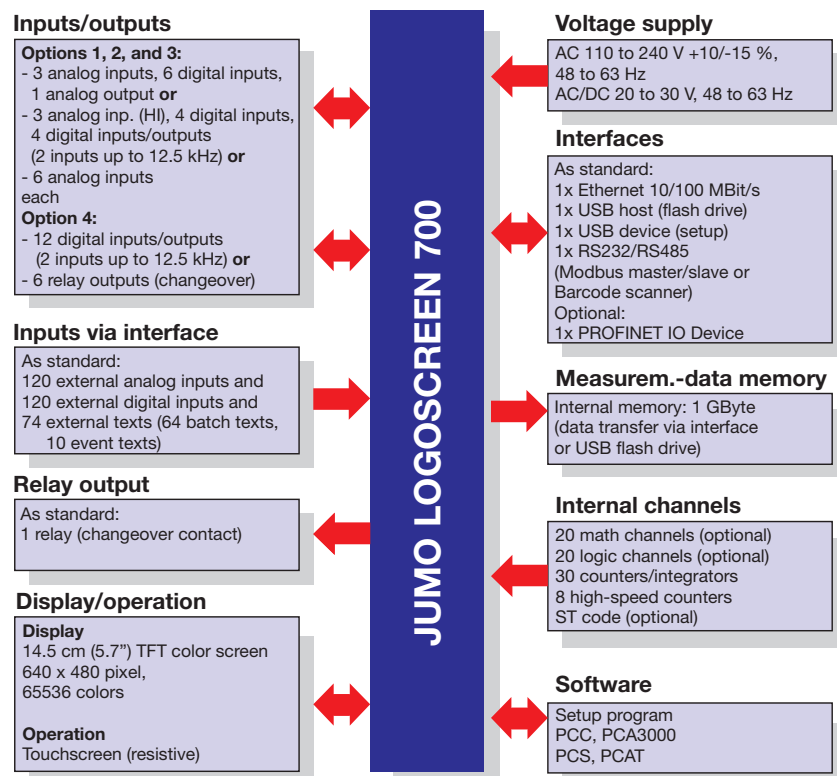 Inputs/outputs
Options 1, 2, and 3:
- 3 analog inputs, 6 digital inputs,
1 analog output or
- 3 analog inp. (HI), 4 digital inputs,
4 digital inputs/outputs
(2 inputs up to 12.5 kHz) or
- 6 analog inputs
each
Option 4:
- 12 digital inputs/outputs
(2 inputs up to 12.5 kHz) or
- 6 relay outputs (changeover)
Inputs via interface
As standard:
120 external analog inputs and
120 external digital inputs and
74 external texts (64 batch texts,
10 event texts)
Relay output
As standard:
1 relay (changeover contact)
Display/operation
Display
14.5 cm (5.7”) TFT color screen
640 x 480 pixel,
65536 colors
Operation
Touchscreen (resistive)
JUMO LOGOSCREEN 700
Voltage supply
AC 110 to 240 V +10/-15 %,
48 to 63 Hz
AC/DC 20 to 30 V, 48 to 63 Hz
Interfaces
As standard:
1x Ethernet 10/100 MBit/s
1x USB host (flash drive)
1x USB device (setup)
1x RS232/RS485
(Modbus master/slave or
Barcode scanner)
Optional:
1x PROFINET IO Device
Measurem.-data memory
Internal memory: 1 GByte
(data transfer via interface
or USB flash drive)
Internal channels
20 math channels (optional)
20 logic channels (optional)
30 counters/integrators
8 high-speed counters
ST code (optional)
Software
Setup program
PCC, PCA3000
PCS, PCAT